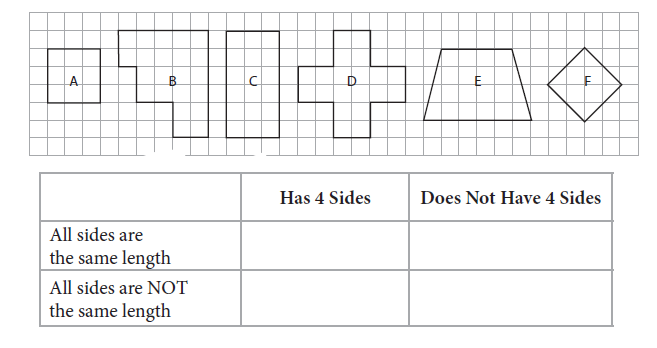 A B C D E F
Has 4 Sides Does Not Have 4 Sides
All sides are
the same length
All sides are NOT
the same length